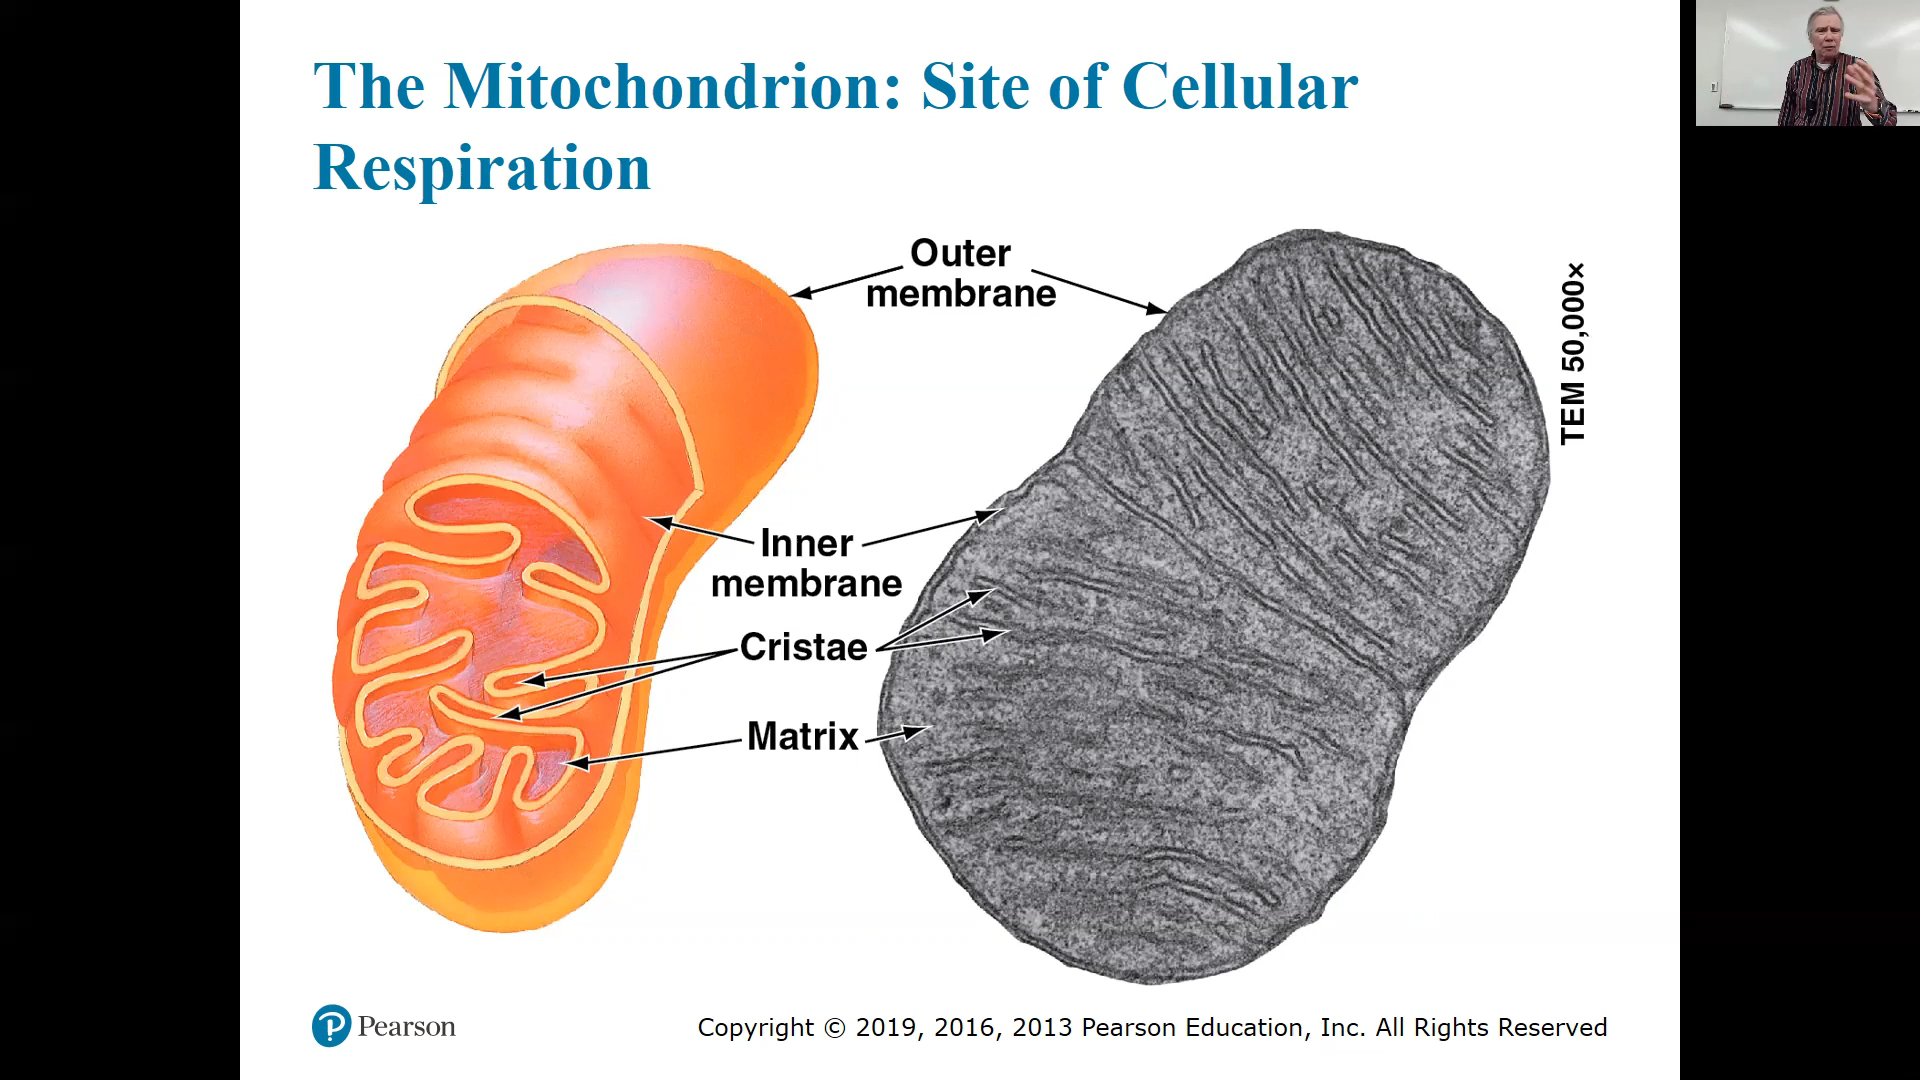 The Mitochondrion: Site of Cellular
Respiration
Outer
membrane
TEM 50,000×
Inner
membrane
Cristae
Matrix
Pearson
Copyright © 2019, 2016, 2013 Pearson Education, Inc. All Rights Reserved